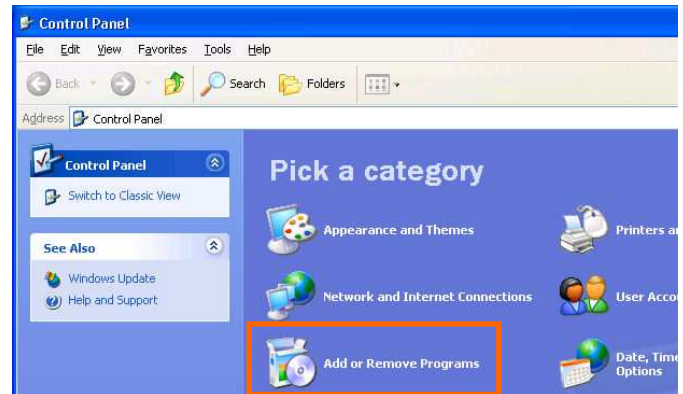 Control Panel
File Edit View Favorites Tools Help
Back Search Folders
Address Control Panel
Control Panel
Switch to Classic View
See Also
Windows Update
Help and Support
Pick a category
Appearance and Themes
Printers
Network and Internet Connections
User
Add or Remove Programs
Date, Time
Options